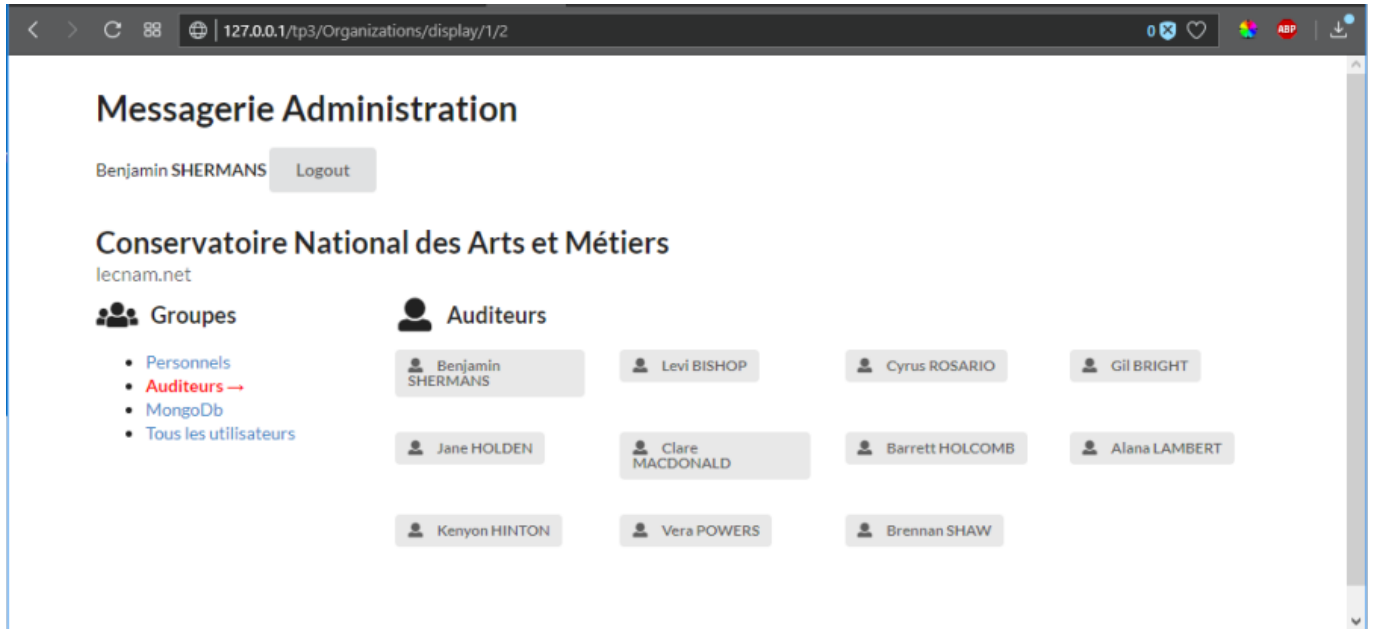 127.0.0.1/tp3/Organizations/display/1/2
0
ABP
Messagerie Administration
Benjamin SHERMANS Logout
Conservatoire National des Arts et Métiers
lecnam.net
Groupes
Personnels
Auditeurs →
MongoDb
Tous les utilisateurs
Auditeurs
Benjamin
SHERMANS
Levi BISHOP
Cyrus ROSARIO
Gil BRIGHT
Jane HOLDEN
Clare
MACDONALD
Barrett HOLCOMB
Alana LAMBERT
Kenyon HINTON
Vera POWERS
Brennan SHAW